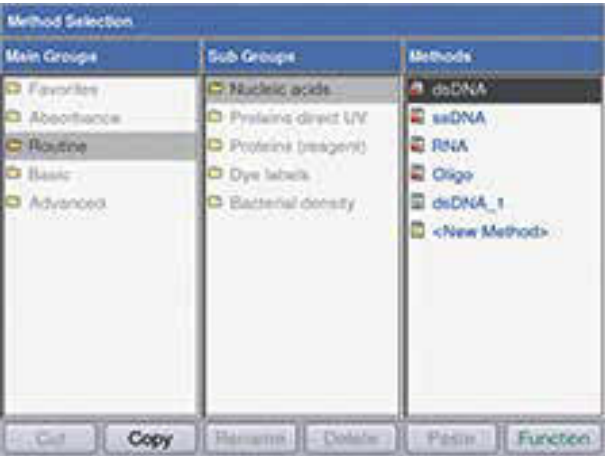 Method Selection
Main Groups
Favorites
Absorbance
Routine
Basic
Advanced
Sub Groups
Nucleic acids
Proteins direct UV
Proteins (reagent)
Dye labels
Bacterial density
Methods
dsDNA
ssDNA
RNA
Oligo
dsDNA_1
<New Method>
Cut Copy Rename Delete Paste Function